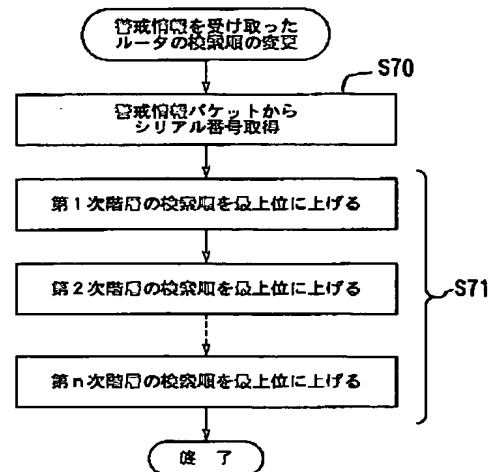 警戒情報を受け取った
ルータの検索順の変更
S70
警戒情報パケットから
シリアル番号取得
第1次階層の検索順を最上位に上げる
第2次階層の検索順を最上位に上げる
S71
第n次階層の検索順を最上位に上げる
終 了